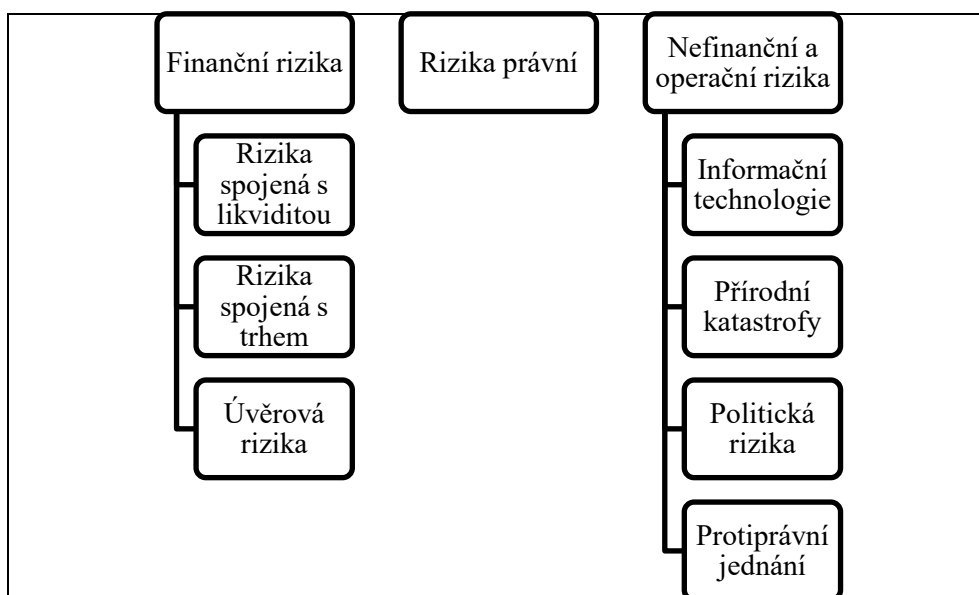 Finanční rizika
Rizika
spojená s
likviditou
Rizika
spojená s
trhem
Úvěrová
rizika
Rizika právní
Nefinanční a
operační rizika
Informační
technologie
Přírodní
katastrofy
Politická
rizika
Protiprávní
jednání